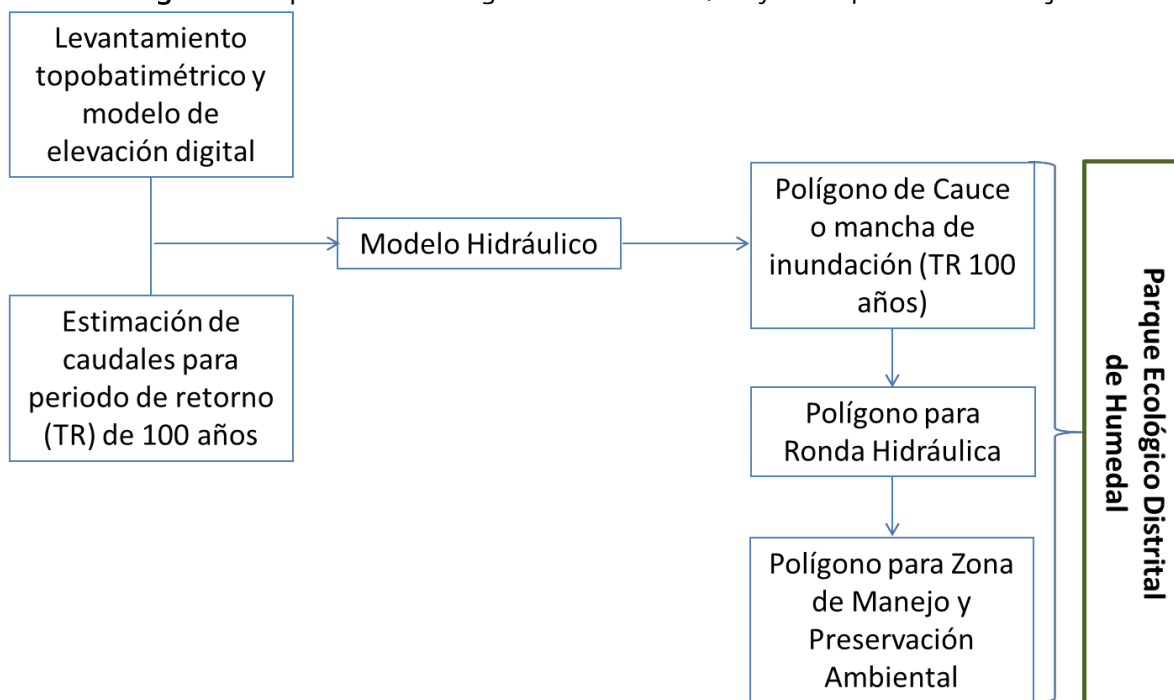 Levantamiento
topobatimétrico y
modelo de
elevación digital
Estimación de
caudales para
periodo de retorno
(TR) de 100 años
Modelo Hidráulico
Polígono de Cauce
o mancha de
inundación (TR 100
años)
Polígono para
Ronda Hidráulica
Polígono para Zona
de Manejo y
Preservación
Ambiental
Parque Ecológico Distrital
de Humedal